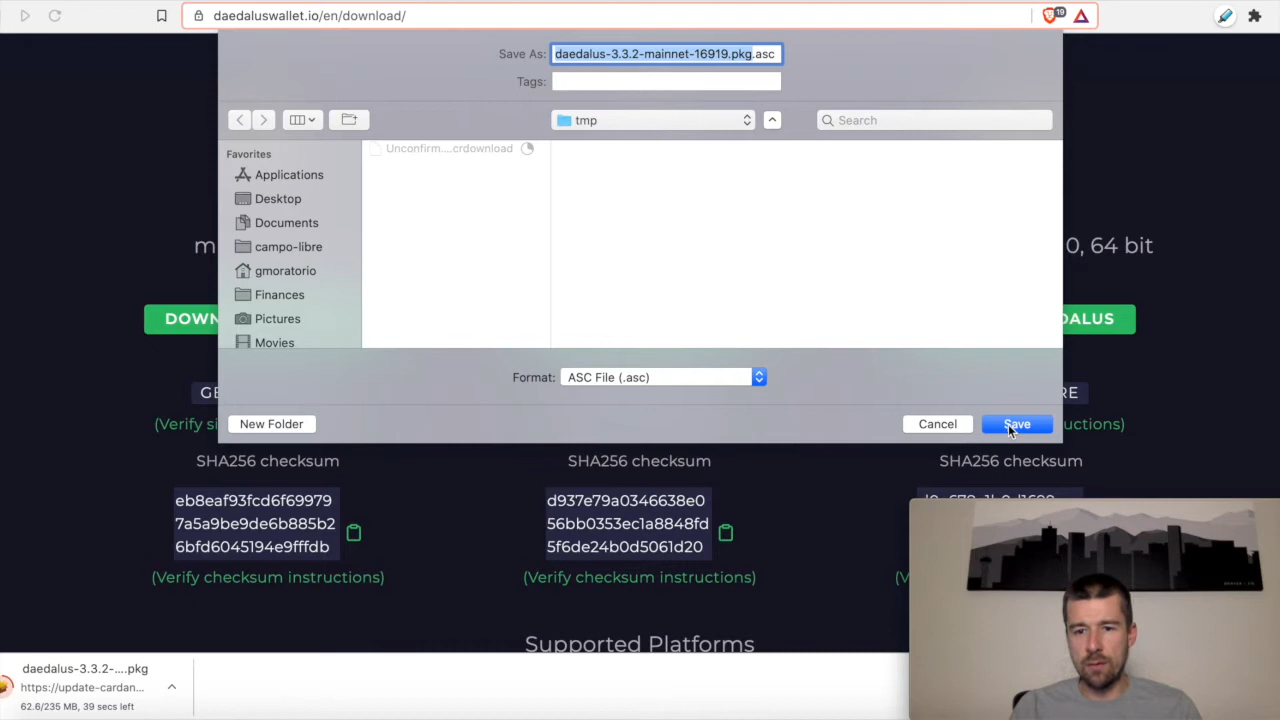 daedaluswallet.io/en/download/
19
Save As: daedalus-3.3.2-mainnet-16919.pkg.asc
Tags:
tmp
Search
Favorites
Applications
Desktop
Documents
campo-libre
gmoratorio
Finances
Pictures
Movies
Unconfirm....crdownload
m
0, 64 bit
DOWN
DALUS
Format: ASC File (.asc)
GE
RE
New Folder
Cancel
Save
(Verify si
uctions)
SHA256 checksum
SHA256 checksum
SHA256 checksum
eb8eaf93fcd6f69979
7a5a9be9de6b885b2
6bfd6045194e9fffdb
d937e79a0346638e0
56bb0353ec1a8848fd
5f6de24b0d5061d20
(Verify checksum instructions)
(Verify checksum instructions)
(V
Supported Platforms
daedalus-3.3.2-....pkg
https://update-cardan...
62.6/235 MB, 39 secs left